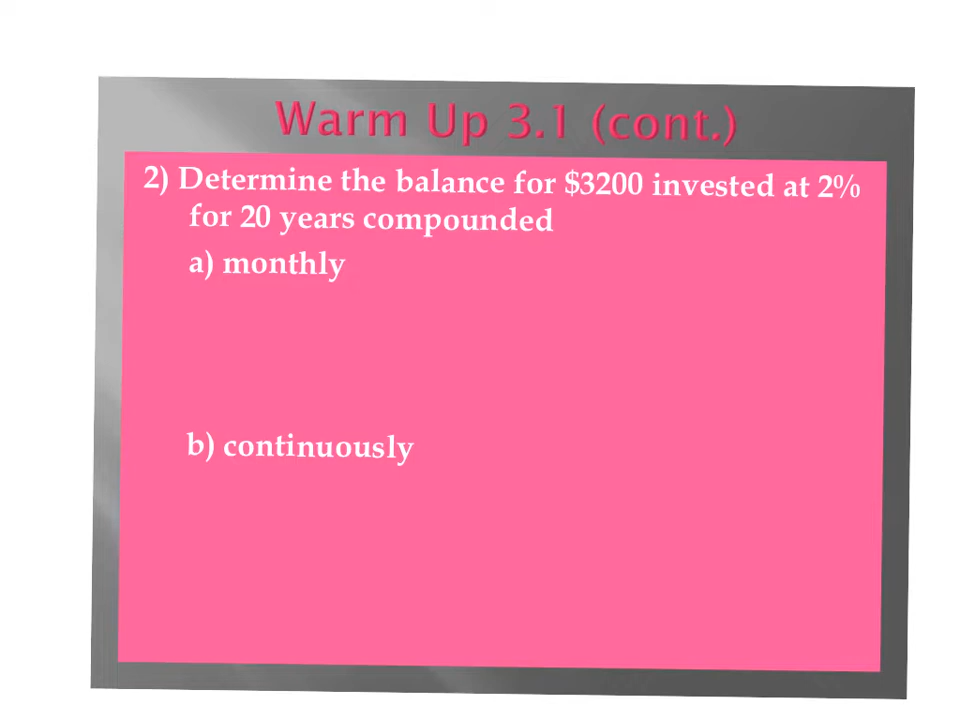 Warm Up 3.1 (cont.)
2) Determine the balance for $3200 invested at 2%
for 20 years compounded
a) monthly
b) continuously